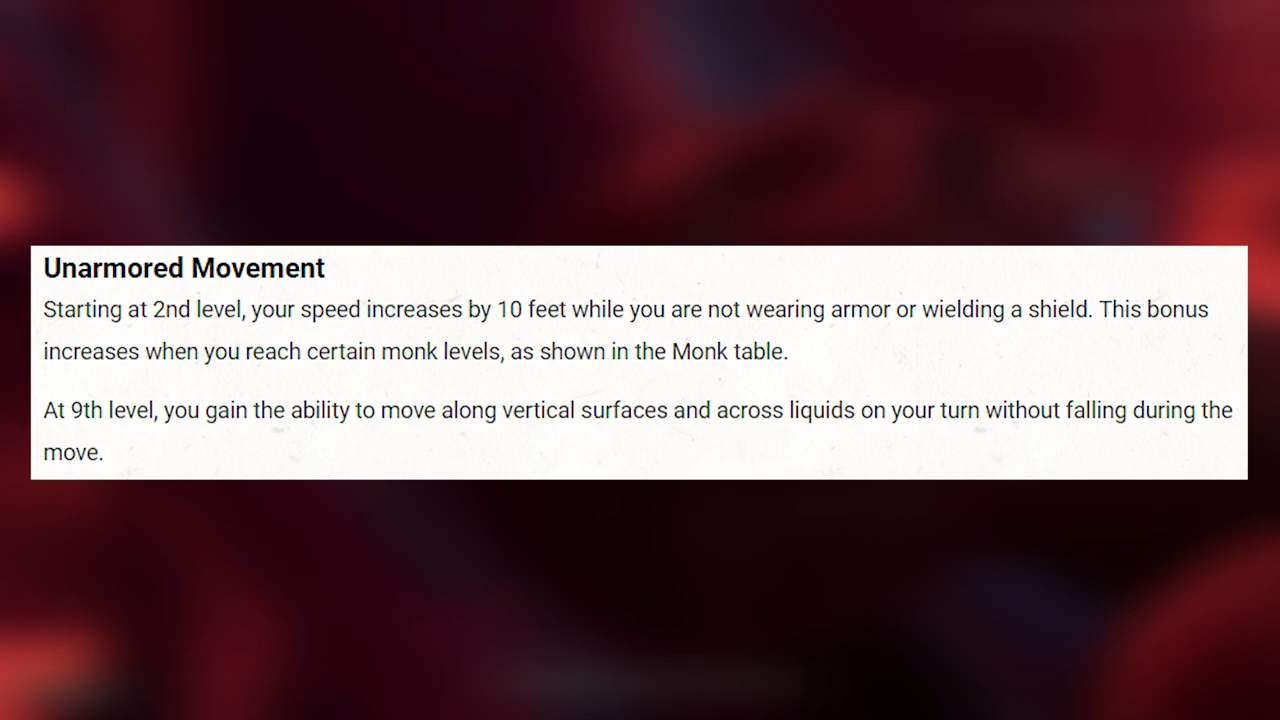 Unarmored Movement
Starting at 2nd level, your speed increases by 10 feet while you are not wearing armor or wielding a shield. This bonus
increases when you reach certain monk levels, as shown in the Monk table.
At 9th level, you gain the ability to move along vertical surfaces and across liquids on your turn without falling during the
move.